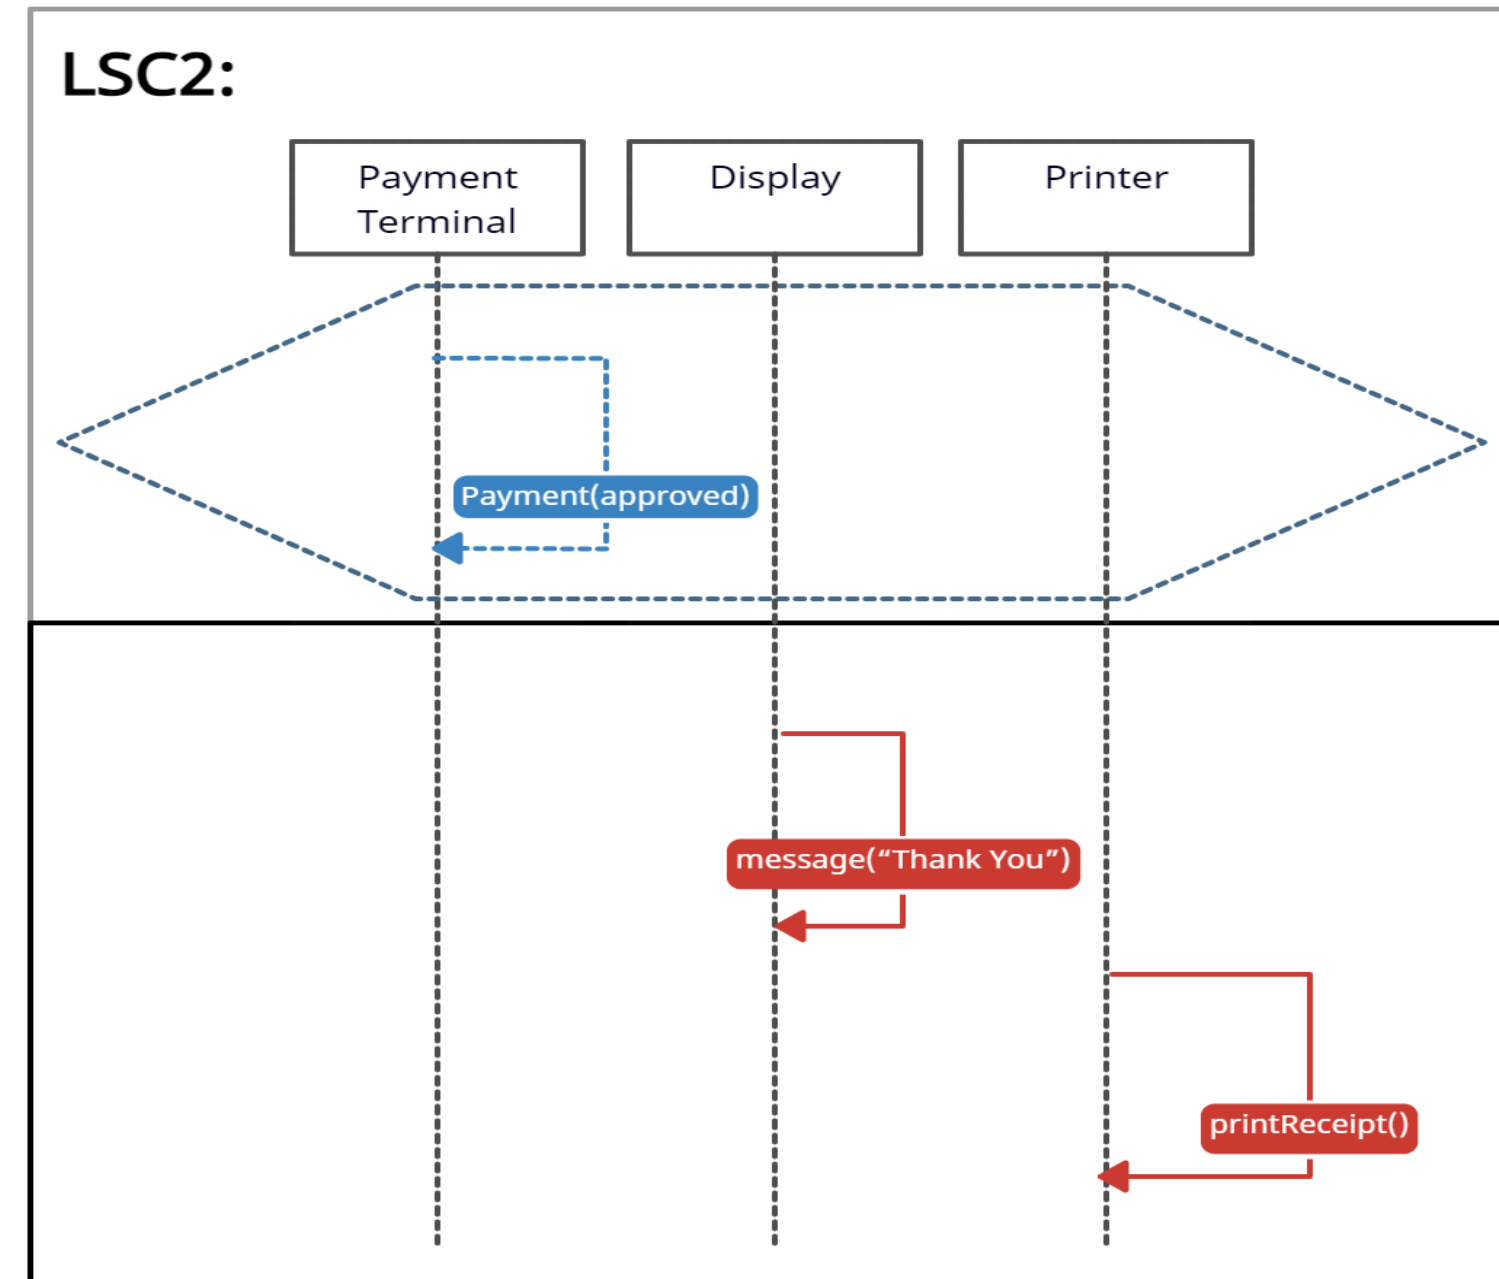 LSC2:
Payment
Terminal
Display
Printer
Payment(approved)
message(“Thank You”)
printReceipt()